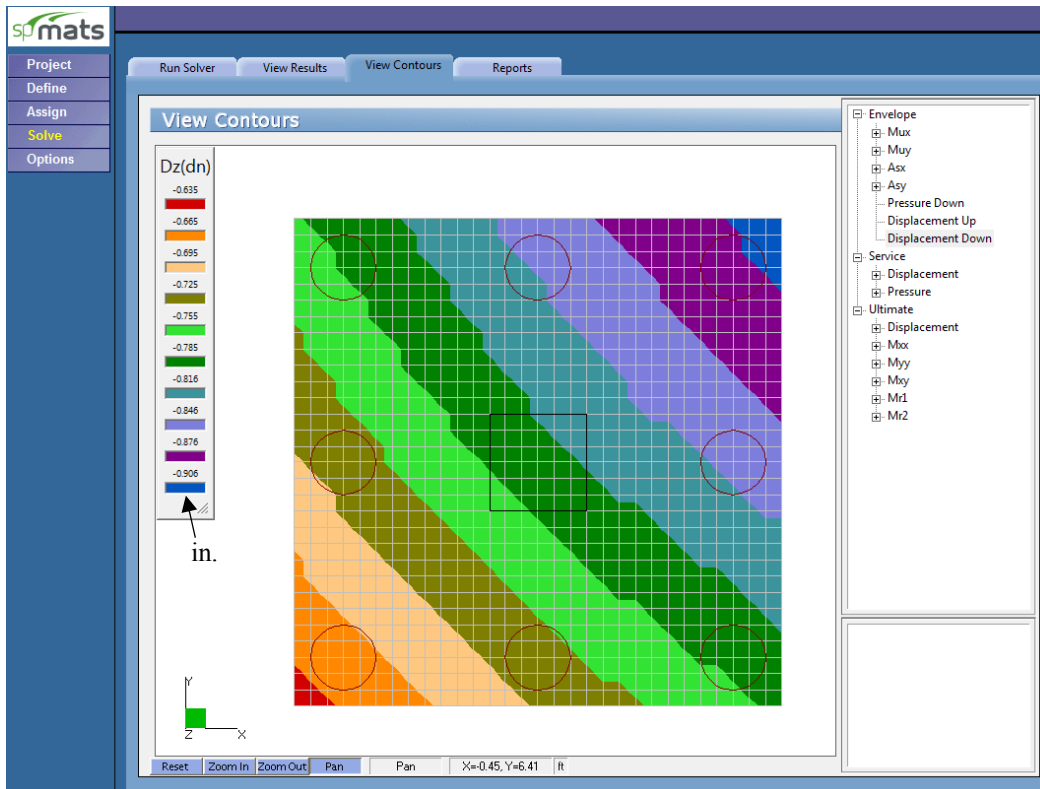 spmats
Project
Define
Assign
Solve
Options
Run Solver
View Results
View Contours
Reports
View Contours
Dz(dn)
-0.635
-0.665
-0.695
-0.725
-0.755
-0.785
-0.816
-0.846
-0.876
-0.906
in.
Y
Z
X
Reset
Zoom In
Zoom Out
Pan
Pan
X=-0.45, Y=6.41
ft
Envelope
Mux
Muy
Asx
Asy
Pressure Down
Displacement Up
Displacement Down
Service
Displacement
Pressure
Ultimate
Displacement
Mxx
Myy
Mxy
Mr1
Mr2